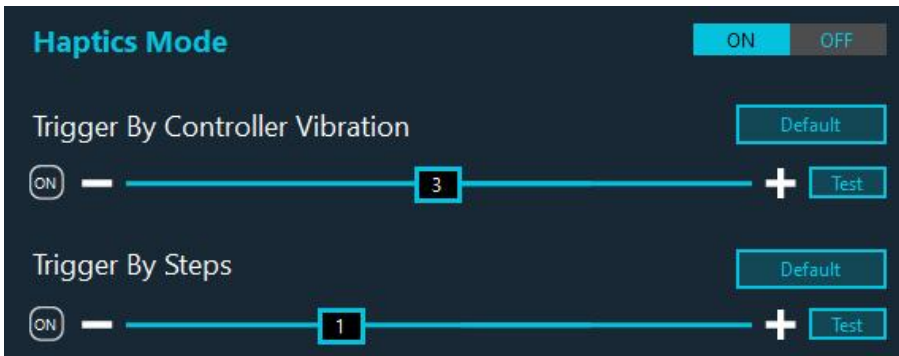 Haptics Mode ON OFF
Trigger By Controller Vibration Default
ON 3 Test
Trigger By Steps Default
ON 1 Test